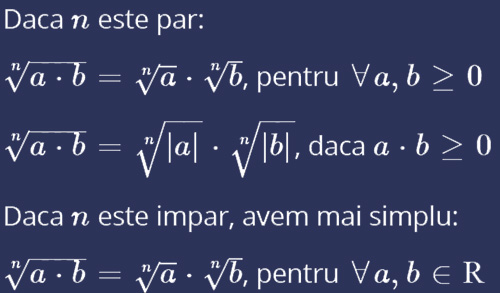 Daca n este par:
ⁿ√(a · b) = ⁿ√a · ⁿ√b, pentru ∀a, b ≥ 0
ⁿ√(a · b) = ⁿ√|a| · ⁿ√|b|, daca a · b ≥ 0
Daca n este impar, avem mai simplu:
ⁿ√(a · b) = ⁿ√a · ⁿ√b, pentru ∀a, b ∈ R